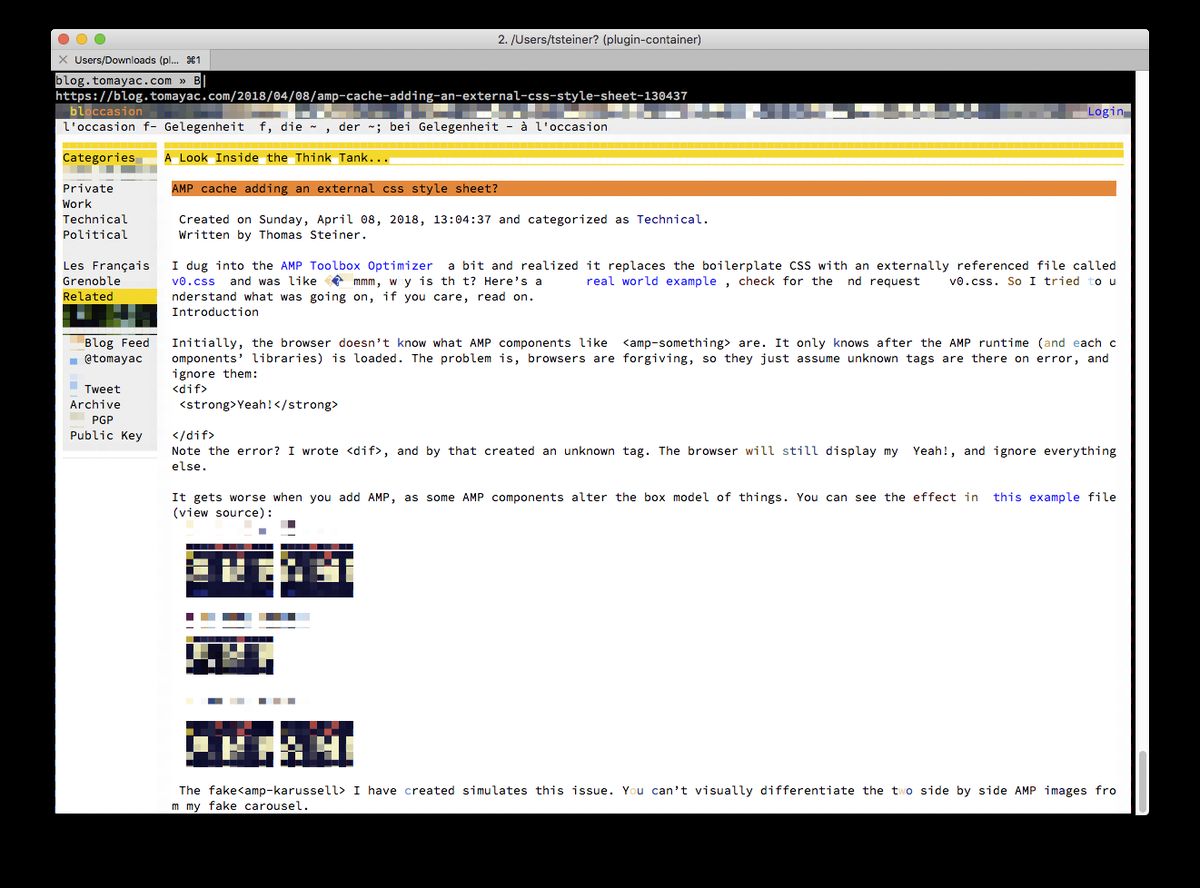 2. /Users/tsteiner? (plugin-container)
Users/Downloads (pl... ⌘1
blog.tomayac.com » B
https://blog.tomayac.com/2018/04/08/amp-cache-adding-an-external-css-style-sheet-130437
bloccasion Login
l'occasion f– Gelegenheit f, die ~ , der ~; bei Gelegenheit – à l'occasion
Categories
A Look Inside the Think Tank...
Private
Work
Technical
Political
Les Français
Grenoble
Related
Blog Feed
@tomayac
Tweet
Archive
PGP
Public Key
AMP cache adding an external css style sheet?
Created on Sunday, April 08, 2018, 13:04:37 and categorized as Technical.
Written by Thomas Steiner.
I dug into the AMP Toolbox Optimizer a bit and realized it replaces the boilerplate CSS with an externally referenced file called
v0.css and was like mmm, w y is th t? Here’s a real world example , check for the nd request v0.css. So I tried to u
nderstand what was going on, if you care, read on.
Introduction
Initially, the browser doesn’t know what AMP components like <amp-something> are. It only knows after the AMP runtime (and each c
omponents’ libraries) is loaded. The problem is, browsers are forgiving, so they just assume unknown tags are there on error, and
ignore them:
<dif>
<strong>Yeah!</strong>
</dif>
Note the error? I wrote <dif>, and by that created an unknown tag. The browser will still display my Yeah!, and ignore everything
else.
It gets worse when you add AMP, as some AMP components alter the box model of things. You can see the effect in this example file
(view source):
The fake<amp-karussell> I have created simulates this issue. You can’t visually differentiate the two side by side AMP images fro
m my fake carousel.